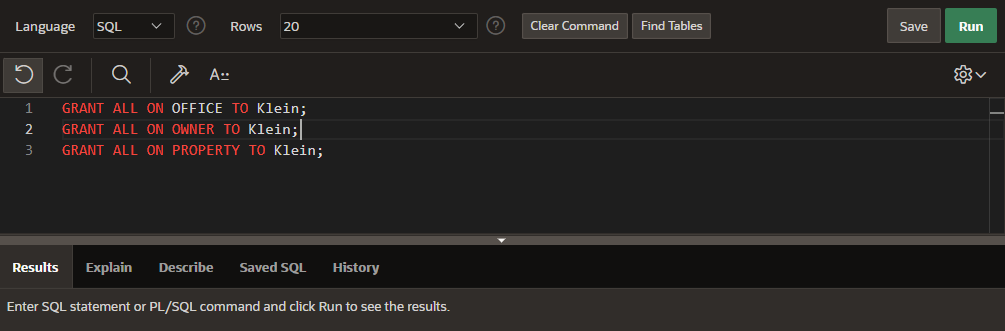 Language SQL ? Rows 20 ? Clear Command Find Tables Save Run
A::
1 GRANT ALL ON OFFICE TO Klein;
2 GRANT ALL ON OWNER TO Klein;
3 GRANT ALL ON PROPERTY TO Klein;
Results Explain Describe Saved SQL History
Enter SQL statement or PL/SQL command and click Run to see the results.